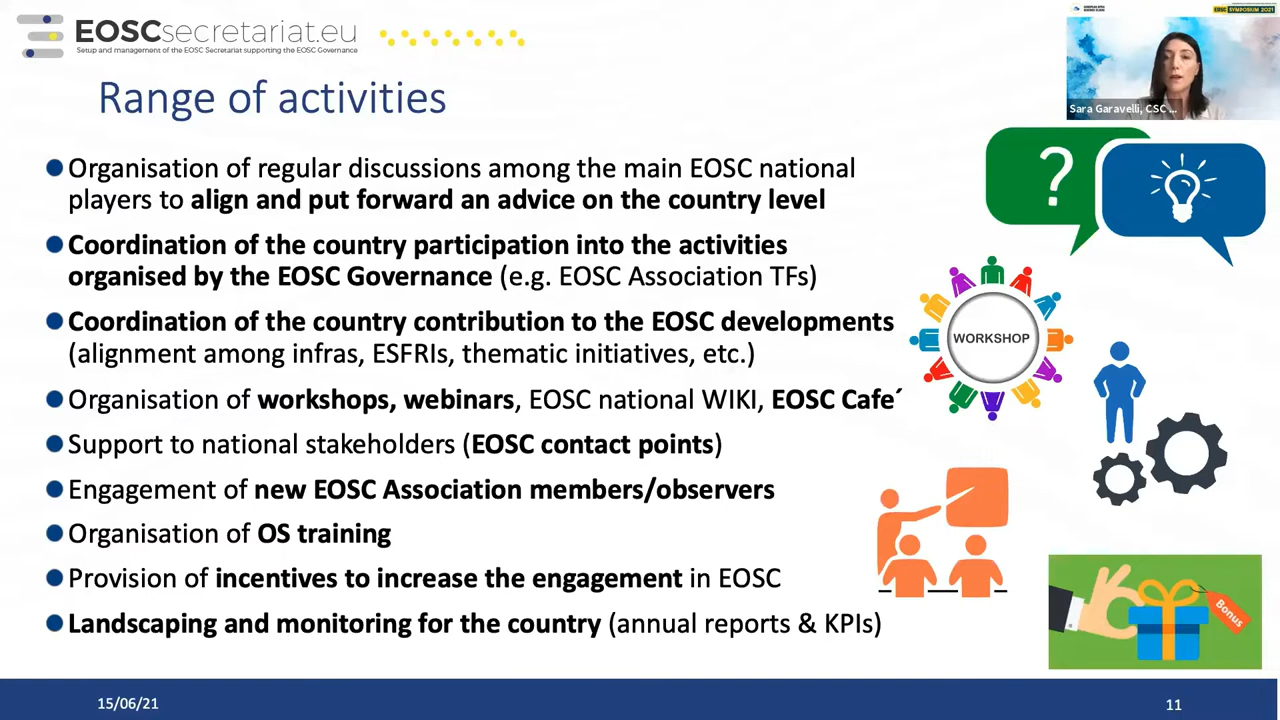 EOSCsecretariat.eu
Setup and management of the EOSC Secretariat supporting the EOSC Governance
EOSC SYMPOSIUM 2021
Sara Garavelli, CSC ...
Range of activities
Organisation of regular discussions among the main EOSC national
players to align and put forward an advice on the country level
Coordination of the country participation into the activities
organised by the EOSC Governance (e.g. EOSC Association TFs)
Coordination of the country contribution to the EOSC developments
(alignment among infras, ESFRIs, thematic initiatives, etc.)
Organisation of workshops, webinars, EOSC national WIKI, EOSC Cafe´
Support to national stakeholders (EOSC contact points)
Engagement of new EOSC Association members/observers
Organisation of OS training
Provision of incentives to increase the engagement in EOSC
Landscaping and monitoring for the country (annual reports & KPIs)
?
WORKSHOP
Bonus
15/06/21
11